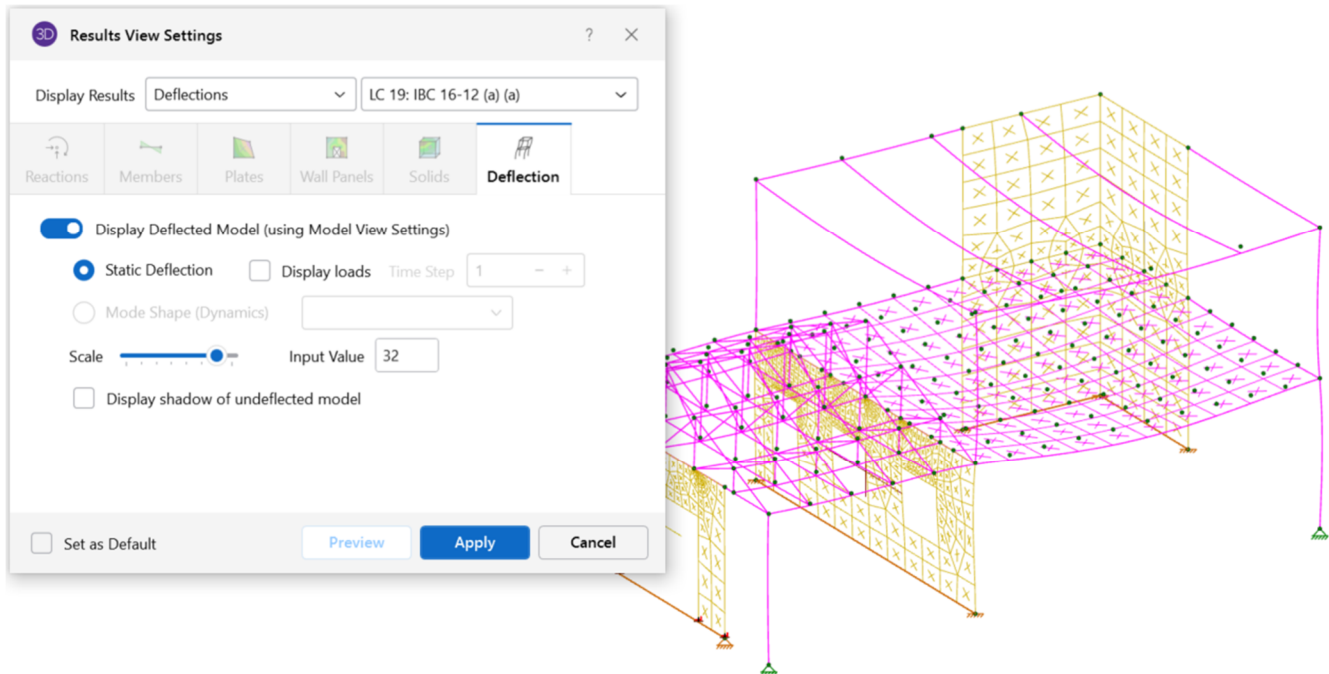 3D Results View Settings ? ×
Display Results Deflections LC 19: IBC 16-12 (a) (a)
Reactions Members Plates Wall Panels Solids Deflection
Display Deflected Model (using Model View Settings)
Static Deflection Display loads Time Step 1 − +
Mode Shape (Dynamics)
Scale Input Value 32
Display shadow of undeflected model
Set as Default Preview Apply Cancel